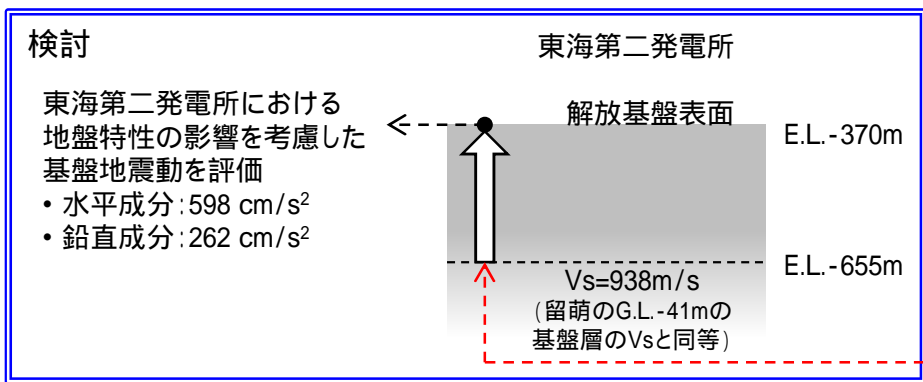 検討
東海第二発電所
東海第二発電所における
地盤特性の影響を考慮した
基盤地震動を評価
• 水平成分:598 cm/s²
• 鉛直成分:262 cm/s²
解放基盤表面
E.L.-370m
E.L.-655m
Vs=938m/s
(留萌のG.L.-41mの
基盤層のVsと同等)